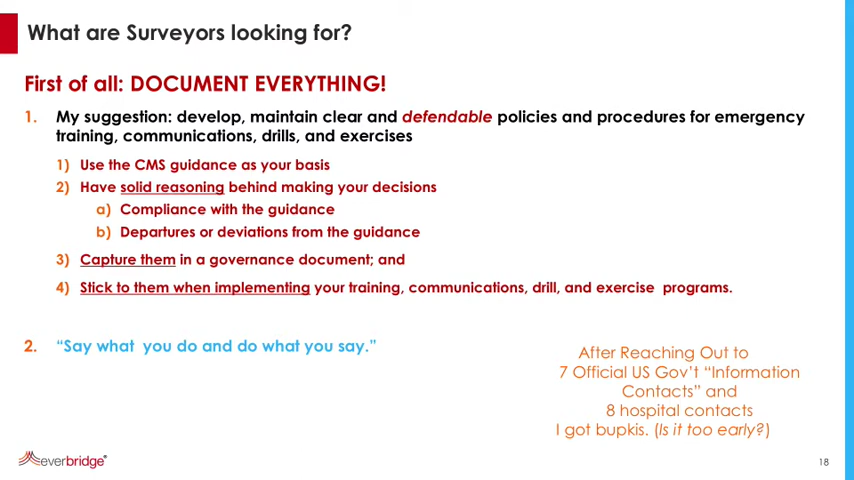 What are Surveyors looking for?
First of all: DOCUMENT EVERYTHING!
1. My suggestion: develop, maintain clear and defendable policies and procedures for emergency
training, communications, drills, and exercises
1) Use the CMS guidance as your basis
2) Have solid reasoning behind making your decisions
a) Compliance with the guidance
b) Departures or deviations from the guidance
3) Capture them in a governance document; and
4) Stick to them when implementing your training, communications, drill, and exercise programs.
2. “Say what you do and do what you say.”
After Reaching Out to
7 Official US Gov’t “Information
Contacts” and
8 hospital contacts
I got bupkis. (Is it too early?)
everbridge®
18